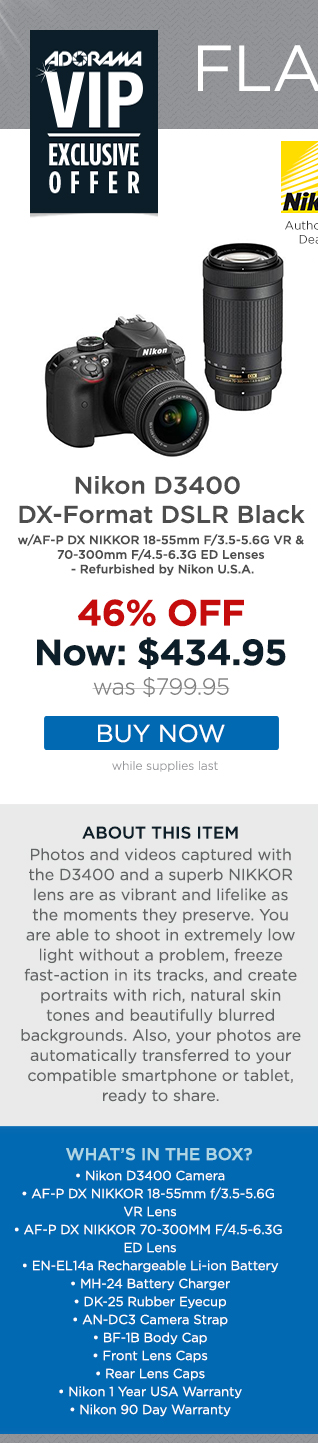 ADORAMA
VIP
EXCLUSIVE
OFFER
Nikon
Nikon D3400
DX-Format DSLR Black
w/AF-P DX NIKKOR 18-55mm F/3.5-5.6G VR &
70-300mm F/4.5-6.3G ED Lenses
- Refurbished by Nikon U.S.A.
46% OFF
Now: $434.95
was $799.95
BUY NOW
while supplies last
ABOUT THIS ITEM
Photos and videos captured with
the D3400 and a superb NIKKOR
lens are as vibrant and lifelike as
the moments they preserve. You
are able to shoot in extremely low
light without a problem, freeze
fast-action in its tracks, and create
portraits with rich, natural skin
tones and beautifully blurred
backgrounds. Also, your photos are
automatically transferred to your
compatible smartphone or tablet,
ready to share.
WHAT'S IN THE BOX?
• Nikon D3400 Camera
• AF-P DX NIKKOR 18-55mm f/3.5-5.6G
VR Lens
• AF-P DX NIKKOR 70-300MM F/4.5-6.3G
ED Lens
• EN-EL14a Rechargeable Li-ion Battery
• MH-24 Battery Charger
• DK-25 Rubber Eyecup
• AN-DC3 Camera Strap
• BF-1B Body Cap
• Front Lens Caps
• Rear Lens Caps
• Nikon 1 Year USA Warranty
• Nikon 90 Day Warranty